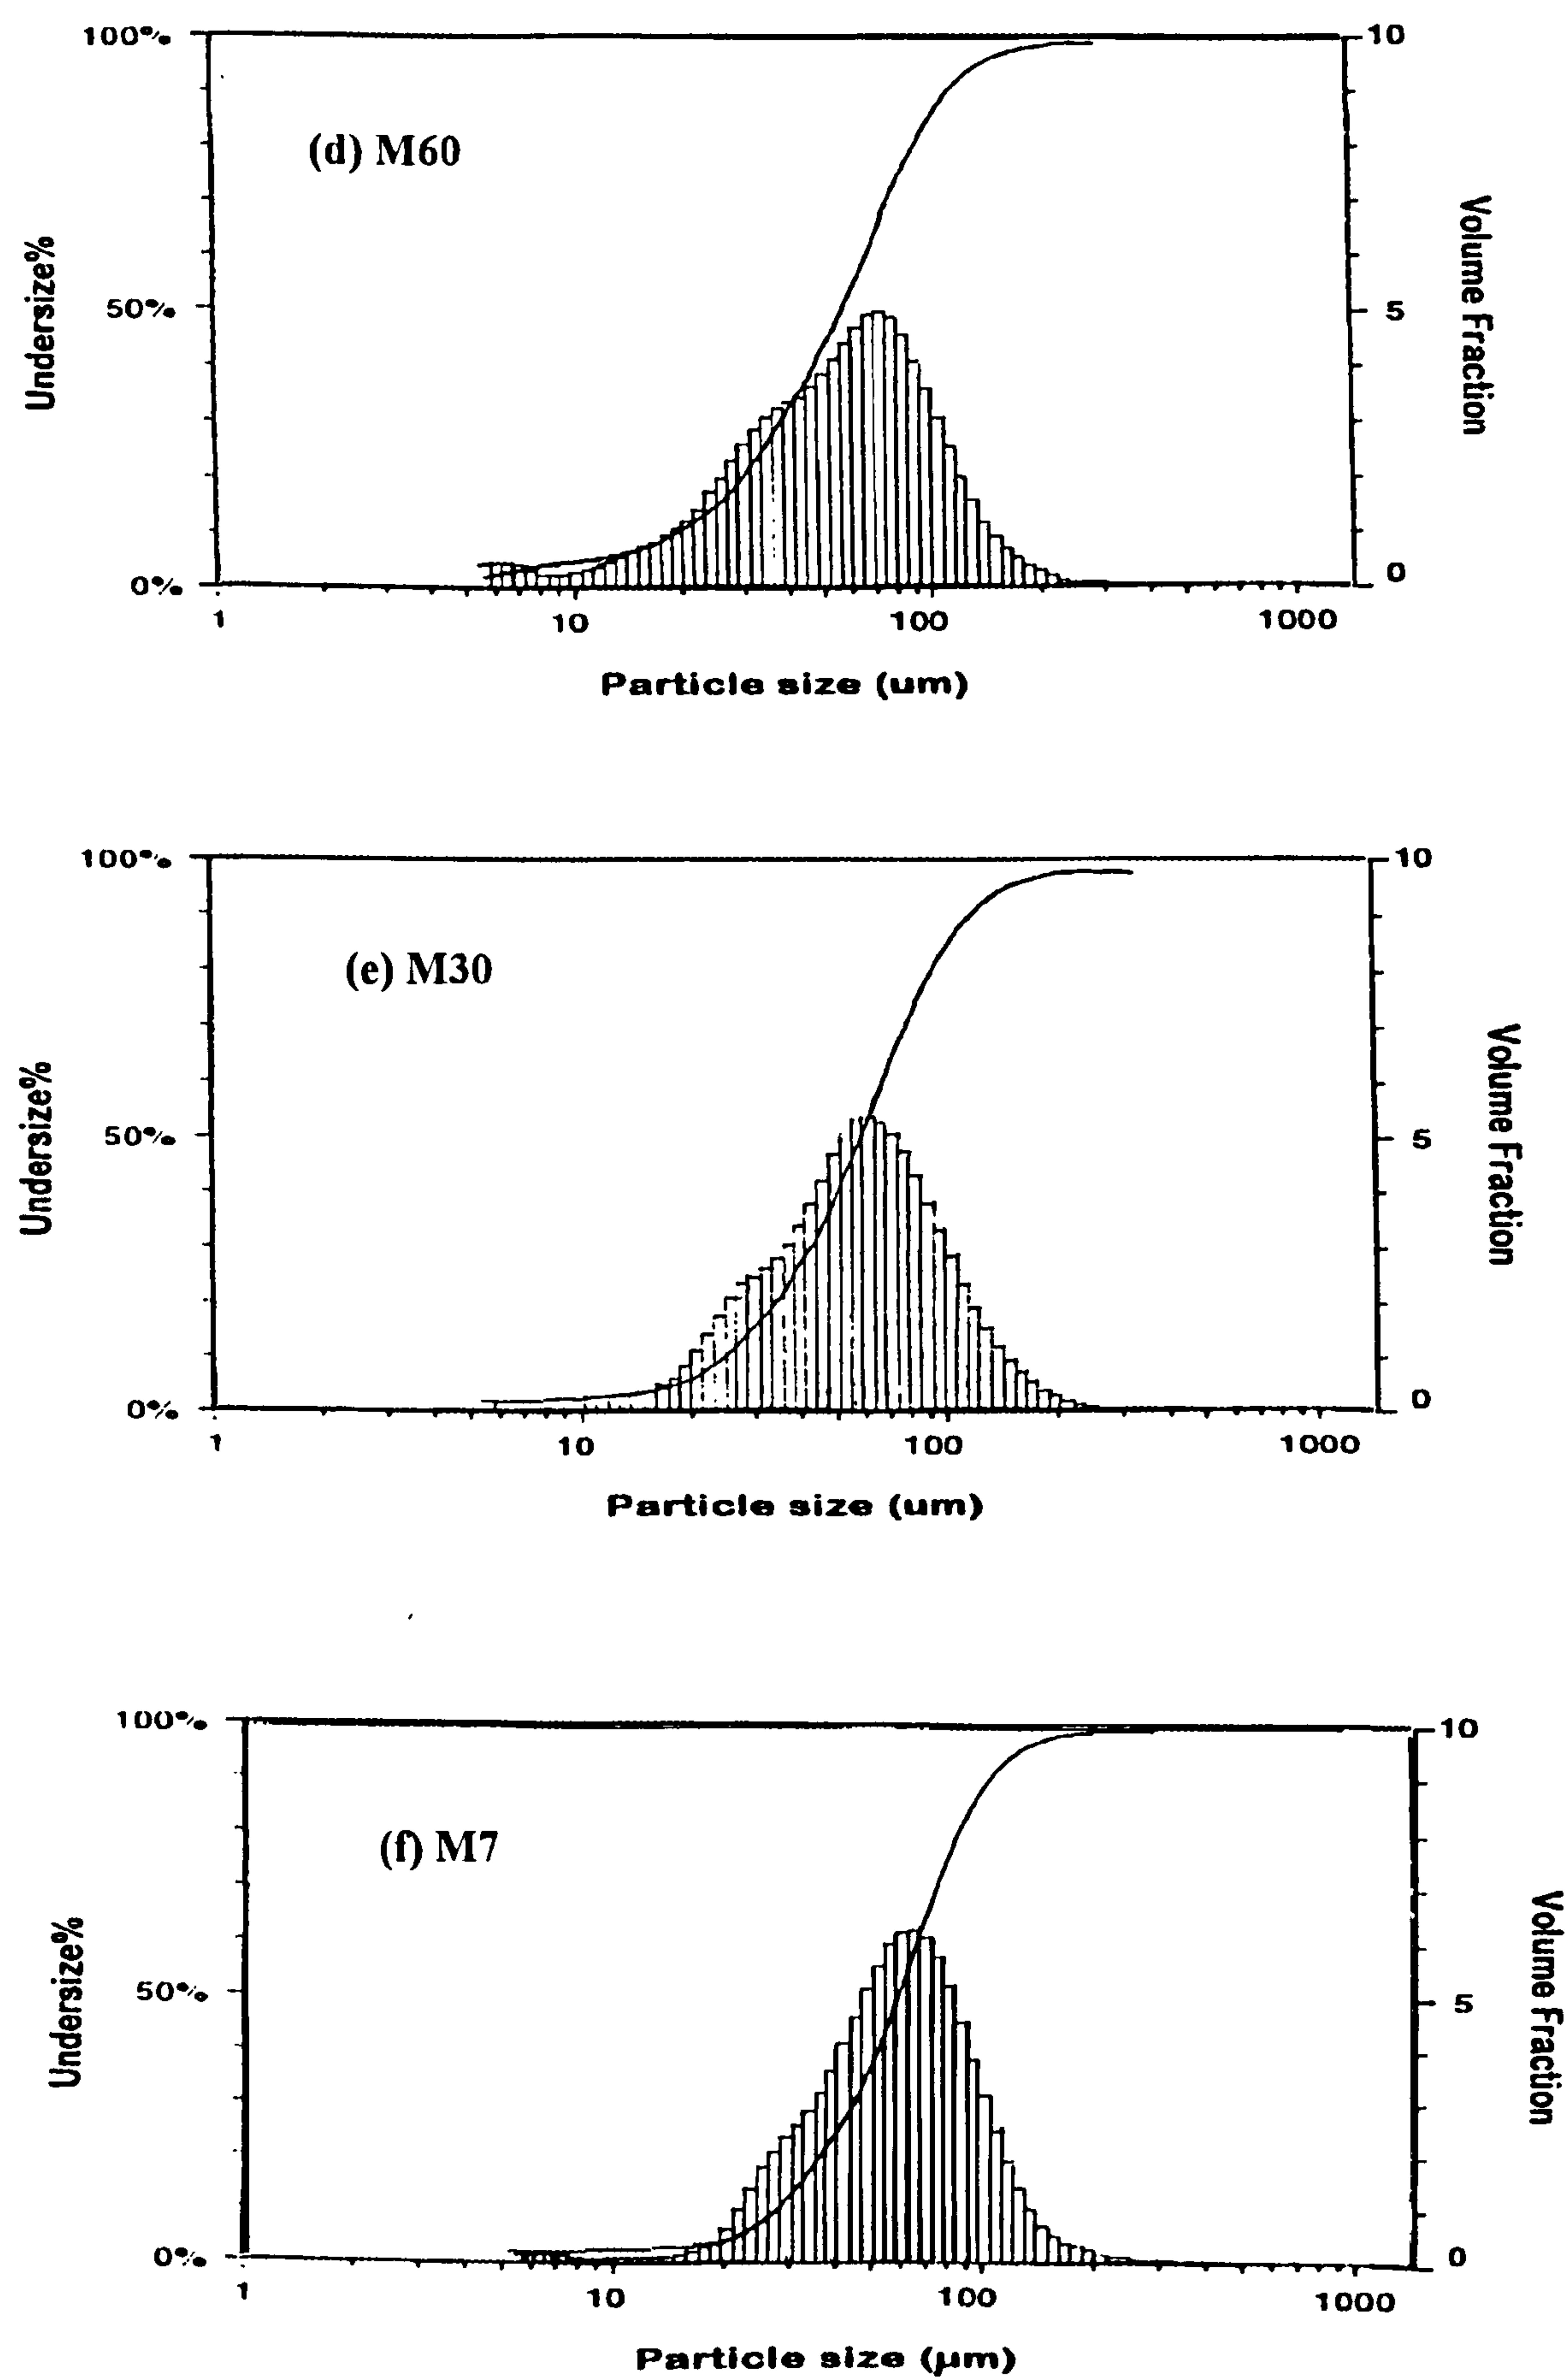 100%
10
(d) M60
Undersize%
Volume Fraction
50%
5
0%
0
1
10
100
1000
Particle size (um)
100%
10
(e) M30
Undersize%
Volume Fraction
50%
5
0%
0
1
10
100
1000
Particle size (um)
100%
10
(f) M7
Undersize%
Volume Fraction
50%
5
0%
0
1
10
100
1000
Particle size (µm)